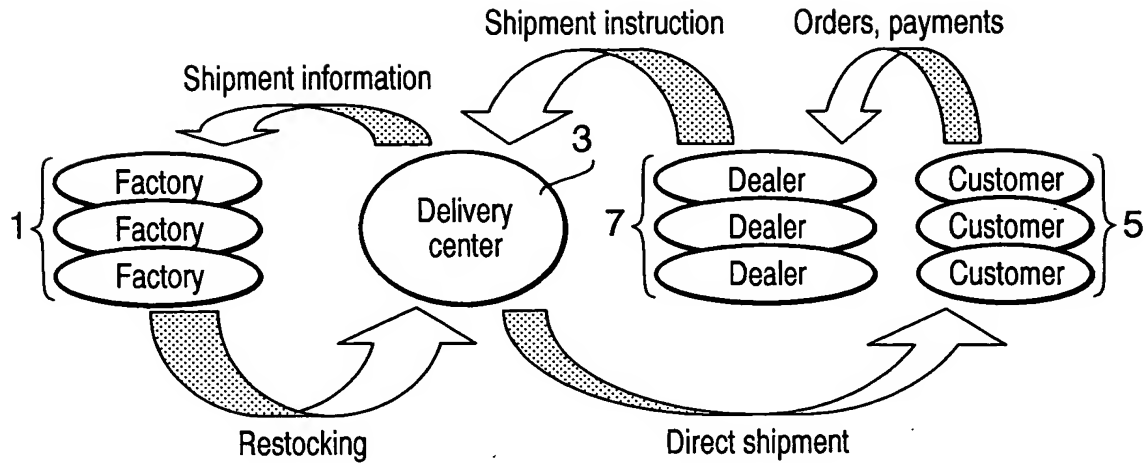 Shipment instruction
Orders, payments
Shipment information
3
1
Factory
Factory
Factory
Delivery
center
7
Dealer
Dealer
Dealer
Customer
Customer
Customer
5
Restocking
Direct shipment